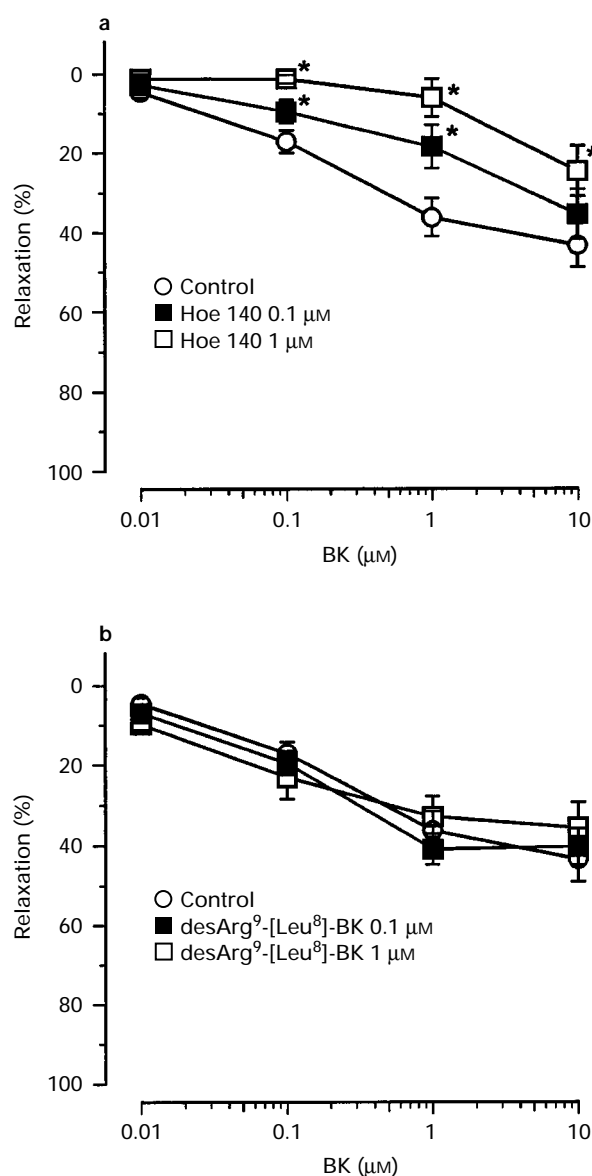 a
0
20
40
60
80
100
Relaxation (%)
*
*
*
*
*
Control
Hoe 140 0.1 µM
Hoe 140 1 µM
0.01 0.1 1 10
BK (µM)
b
0
20
40
60
80
100
Relaxation (%)
Control
desArg⁹-[Leu⁸]-BK 0.1 µM
desArg⁹-[Leu⁸]-BK 1 µM
0.01 0.1 1 10
BK (µM)